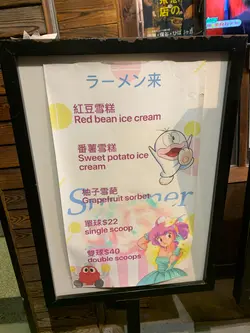 ラーメン来
紅豆雪糕
Red bean ice cream
番薯雪糕
Sweet potato ice
cream
柚子雪葩
Grapefruit sorbet
Summer
單球$22
single scoop
雙球$40
double scoops